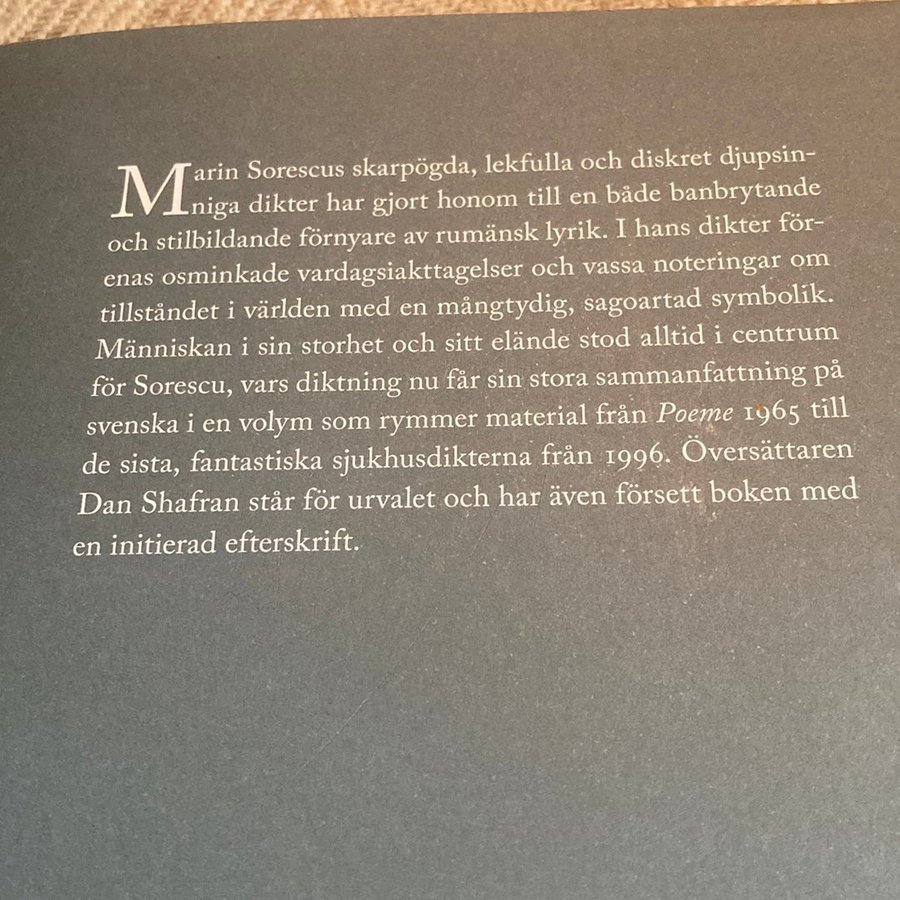 Marin Sorescus skarpögda, lekfulla och diskret djupsin-
niga dikter har gjort honom till en både banbrytande
och stilbildande förnyare av rumänsk lyrik. I hans dikter för-
enas osminkade vardagsiakttagelser och vassa noteringar om
tillståndet i världen med en mångtydig, sagoartad symbolik.
Människan i sin storhet och sitt elände stod alltid i centrum
för Sorescu, vars diktning nu får sin stora sammanfattning på
svenska i en volym som rymmer material från Poeme 1965 till
de sista, fantastiska sjukhusdikterna från 1996. Översättaren
Dan Shafran står för urvalet och har även försett boken med
en initierad efterskrift.